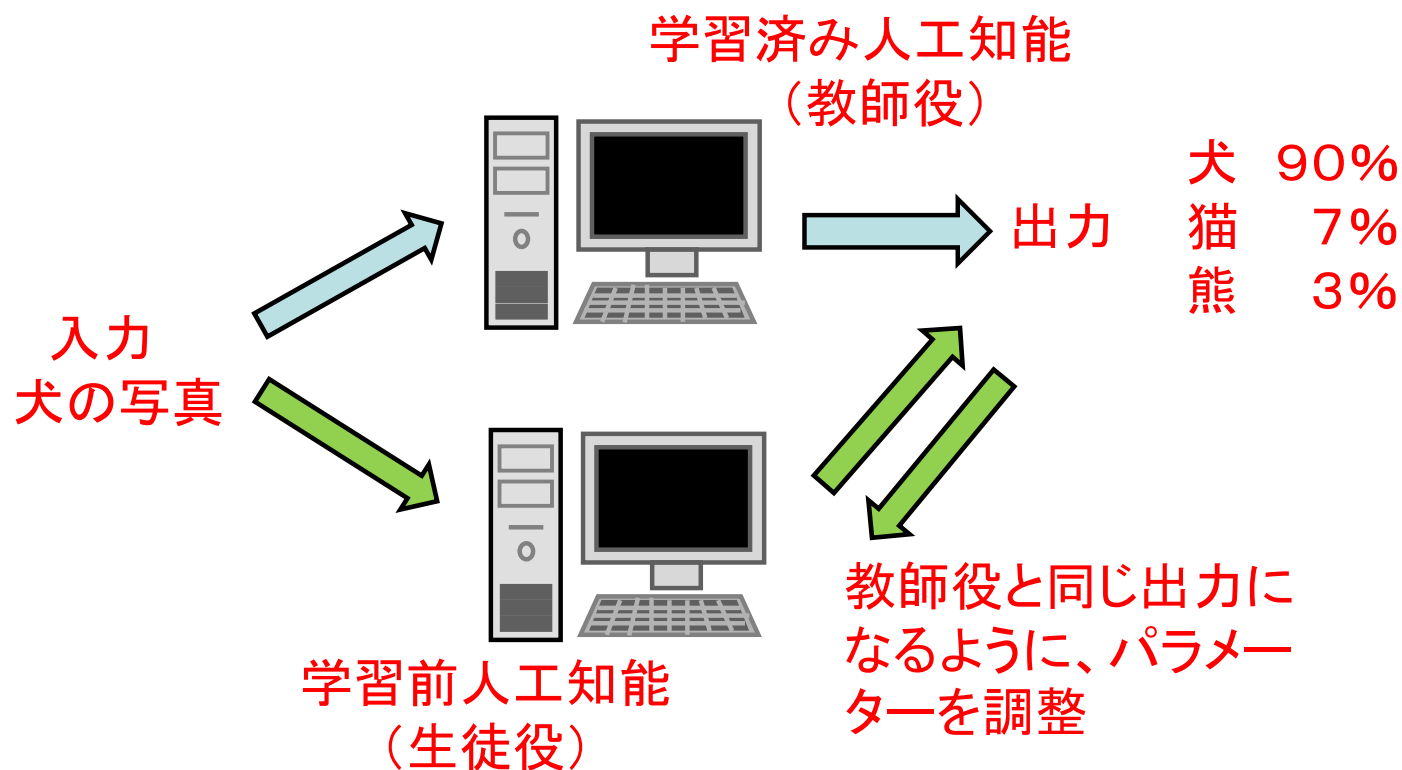 学習済み人工知能
（教師役）
犬 90%
出力 猫 7%
熊 3%
入力
犬の写真
教師役と同じ出力に
なるように、パラメー
ターを調整
学習前人工知能
（生徒役）